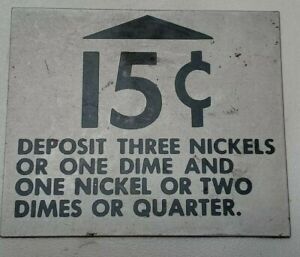 15¢
DEPOSIT THREE NICKELS
OR ONE DIME AND
ONE NICKEL OR TWO
DIMES OR QUARTER.